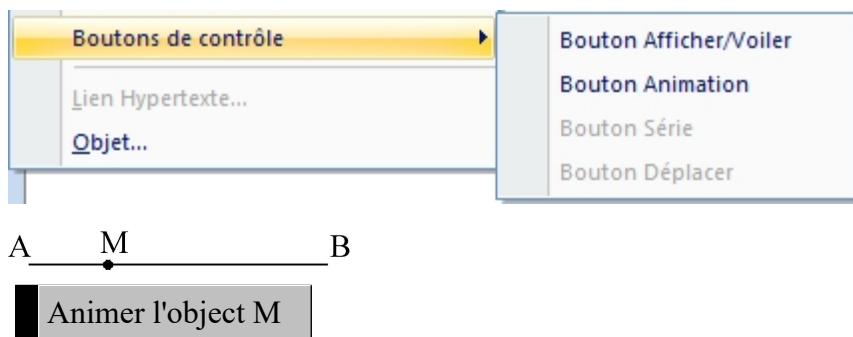 Boutons de contrôle
Lien Hypertexte...
Objet...
Bouton Afficher/Voiler
Bouton Animation
Bouton Série
Bouton Déplacer
A M B
Animer l'object M